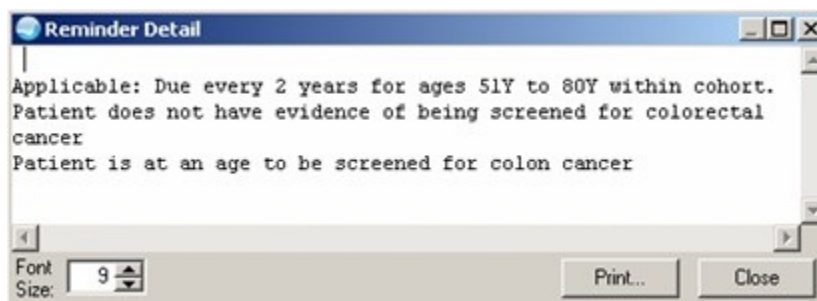 Reminder Detail
Applicable: Due every 2 years for ages 51Y to 80Y within cohort.
Patient does not have evidence of being screened for colorectal
cancer
Patient is at an age to be screened for colon cancer
Font
Size: 9 Print... Close